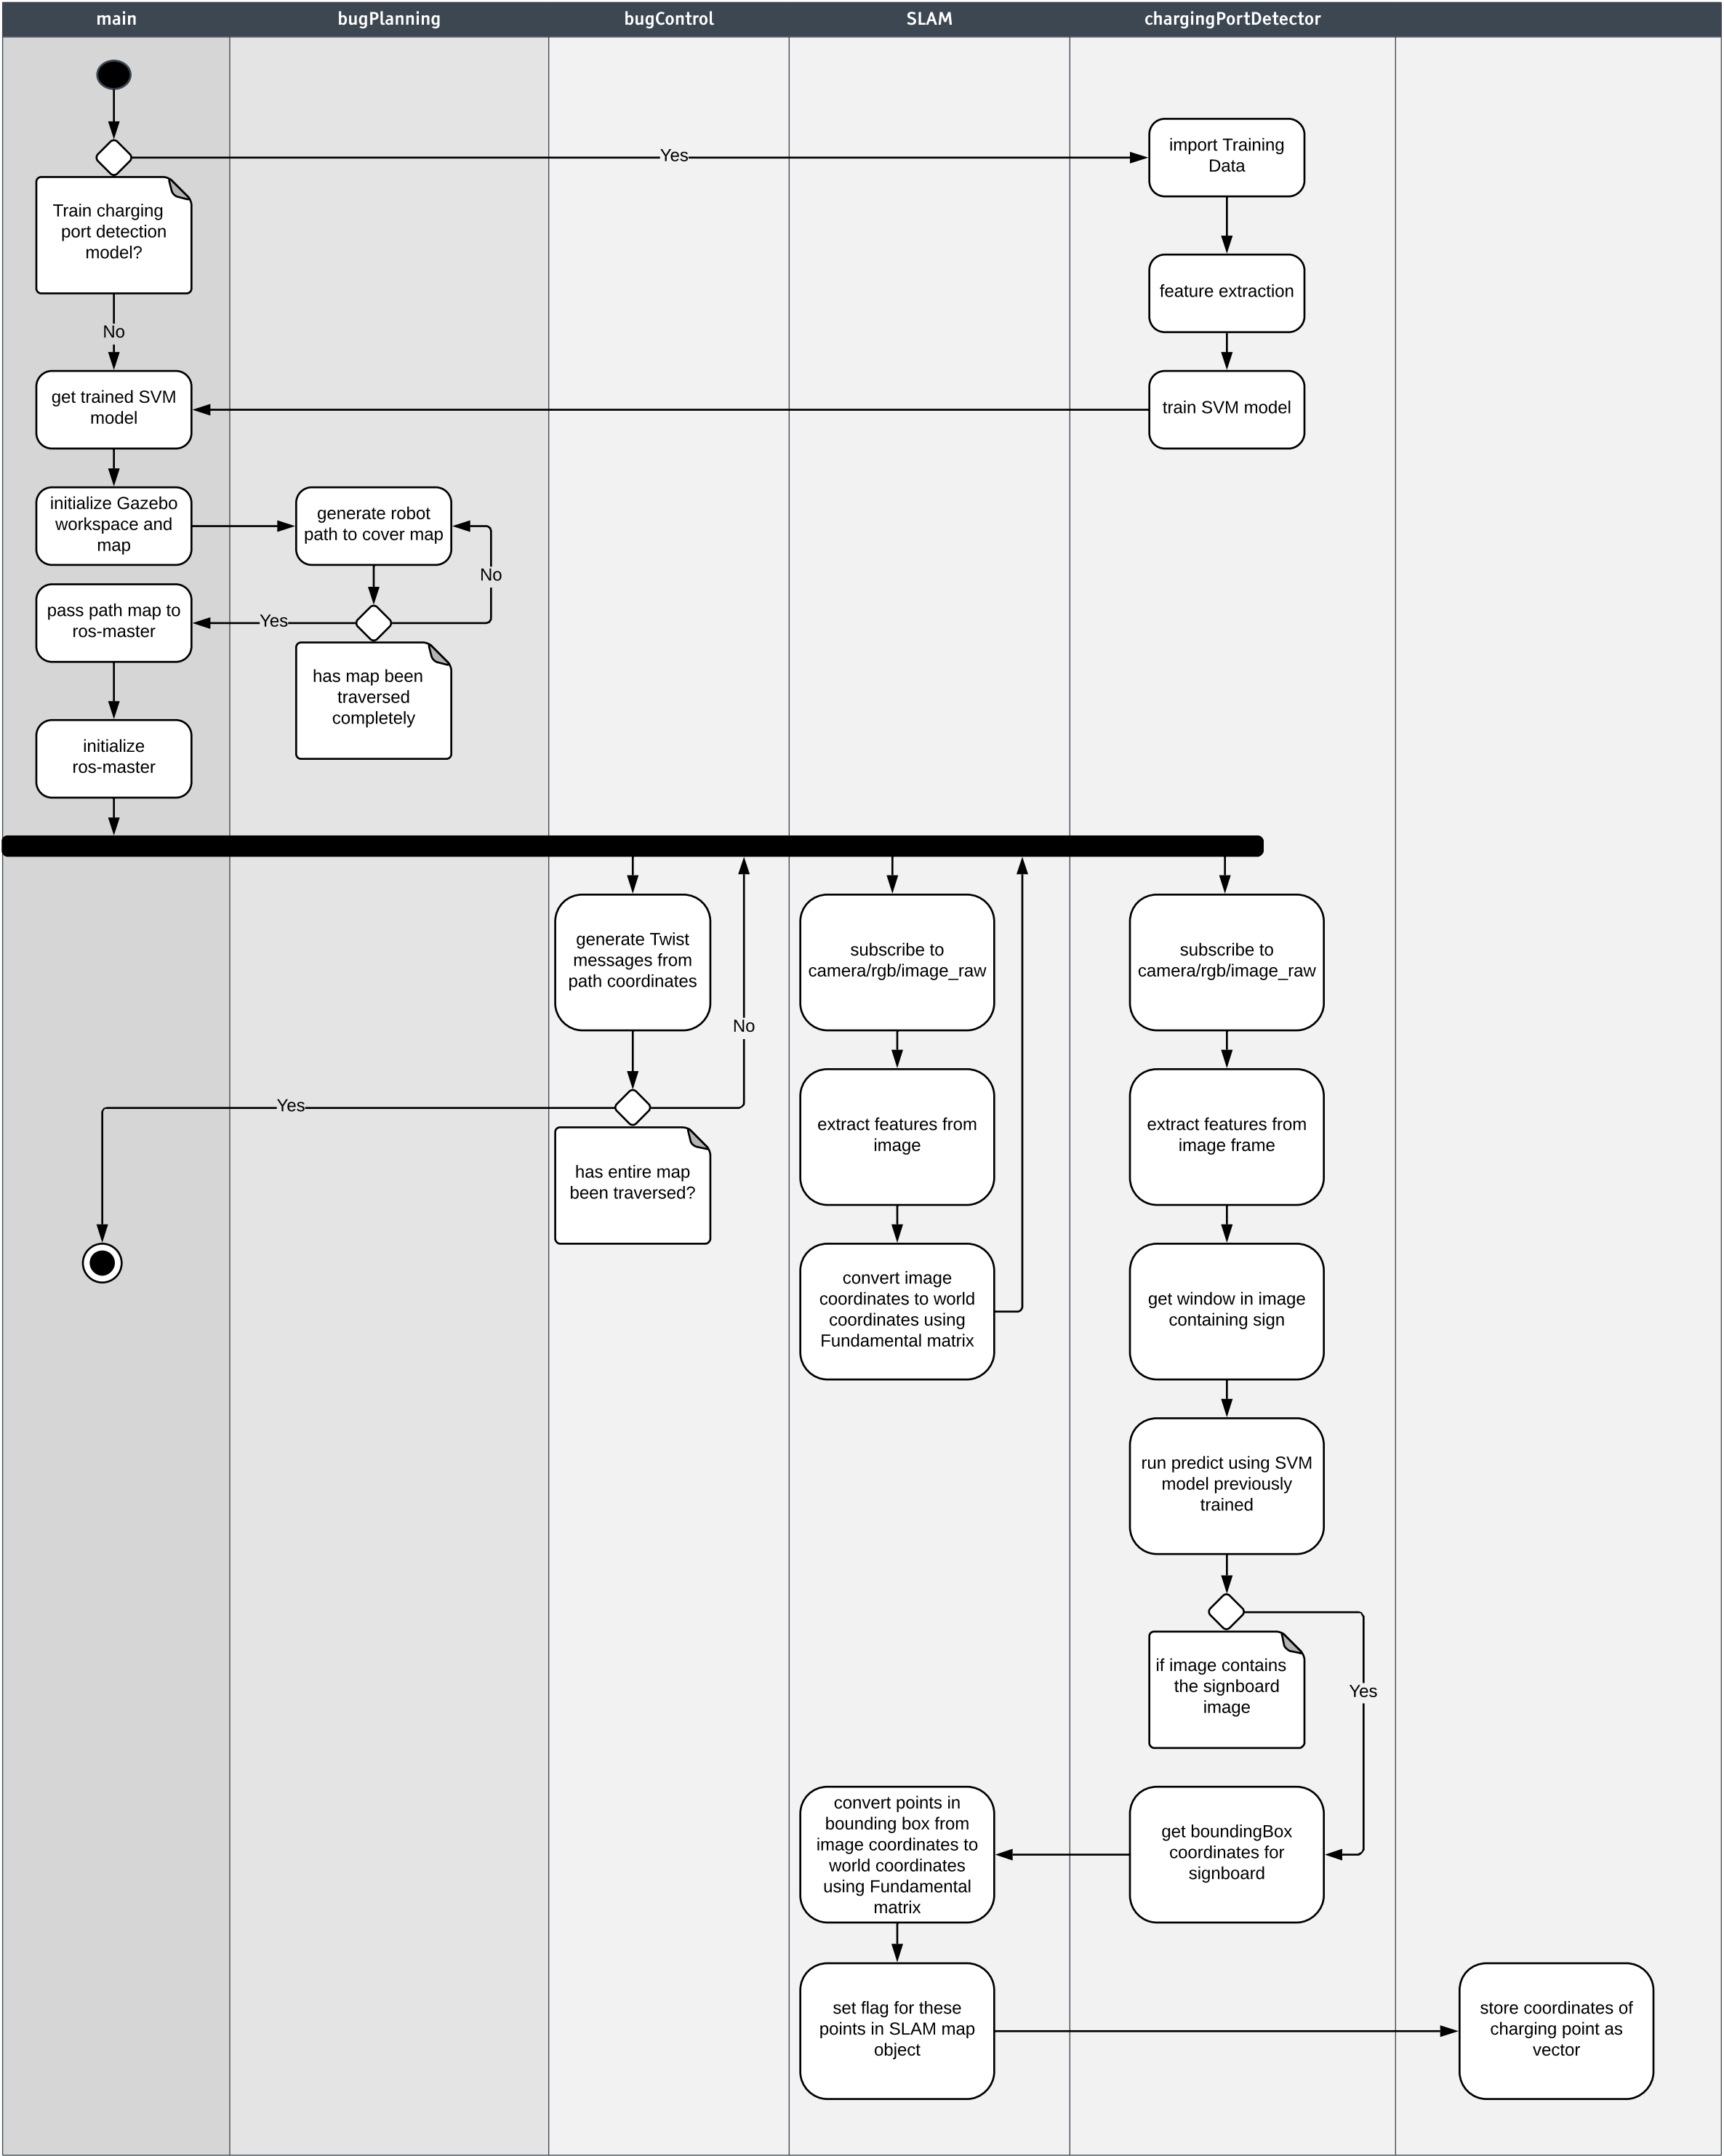 main
bugPlanning
bugControl
SLAM
chargingPortDetector
Yes
import Training
Data
Train charging
port detection
model?
feature extraction
No
get trained SVM
model
train SVM model
initialize Gazebo
workspace and
map
generate robot
path to cover map
No
pass path map to
ros-master
Yes
has map been
traversed
completely
initialize
ros-master
generate Twist
messages from
path coordinates
subscribe to
camera/rgb/image_raw
subscribe to
camera/rgb/image_raw
No
Yes
extract features from
image
extract features from
image frame
has entire map
been traversed?
convert image
coordinates to world
coordinates using
Fundamental matrix
get window in image
containing sign
run predict using SVM
model previously
trained
if image contains
the signboard
image
Yes
convert points in
bounding box from
image coordinates to
world coordinates
using Fundamental
matrix
get boundingBox
coordinates for
signboard
set flag for these
points in SLAM map
object
store coordinates of
charging point as
vector